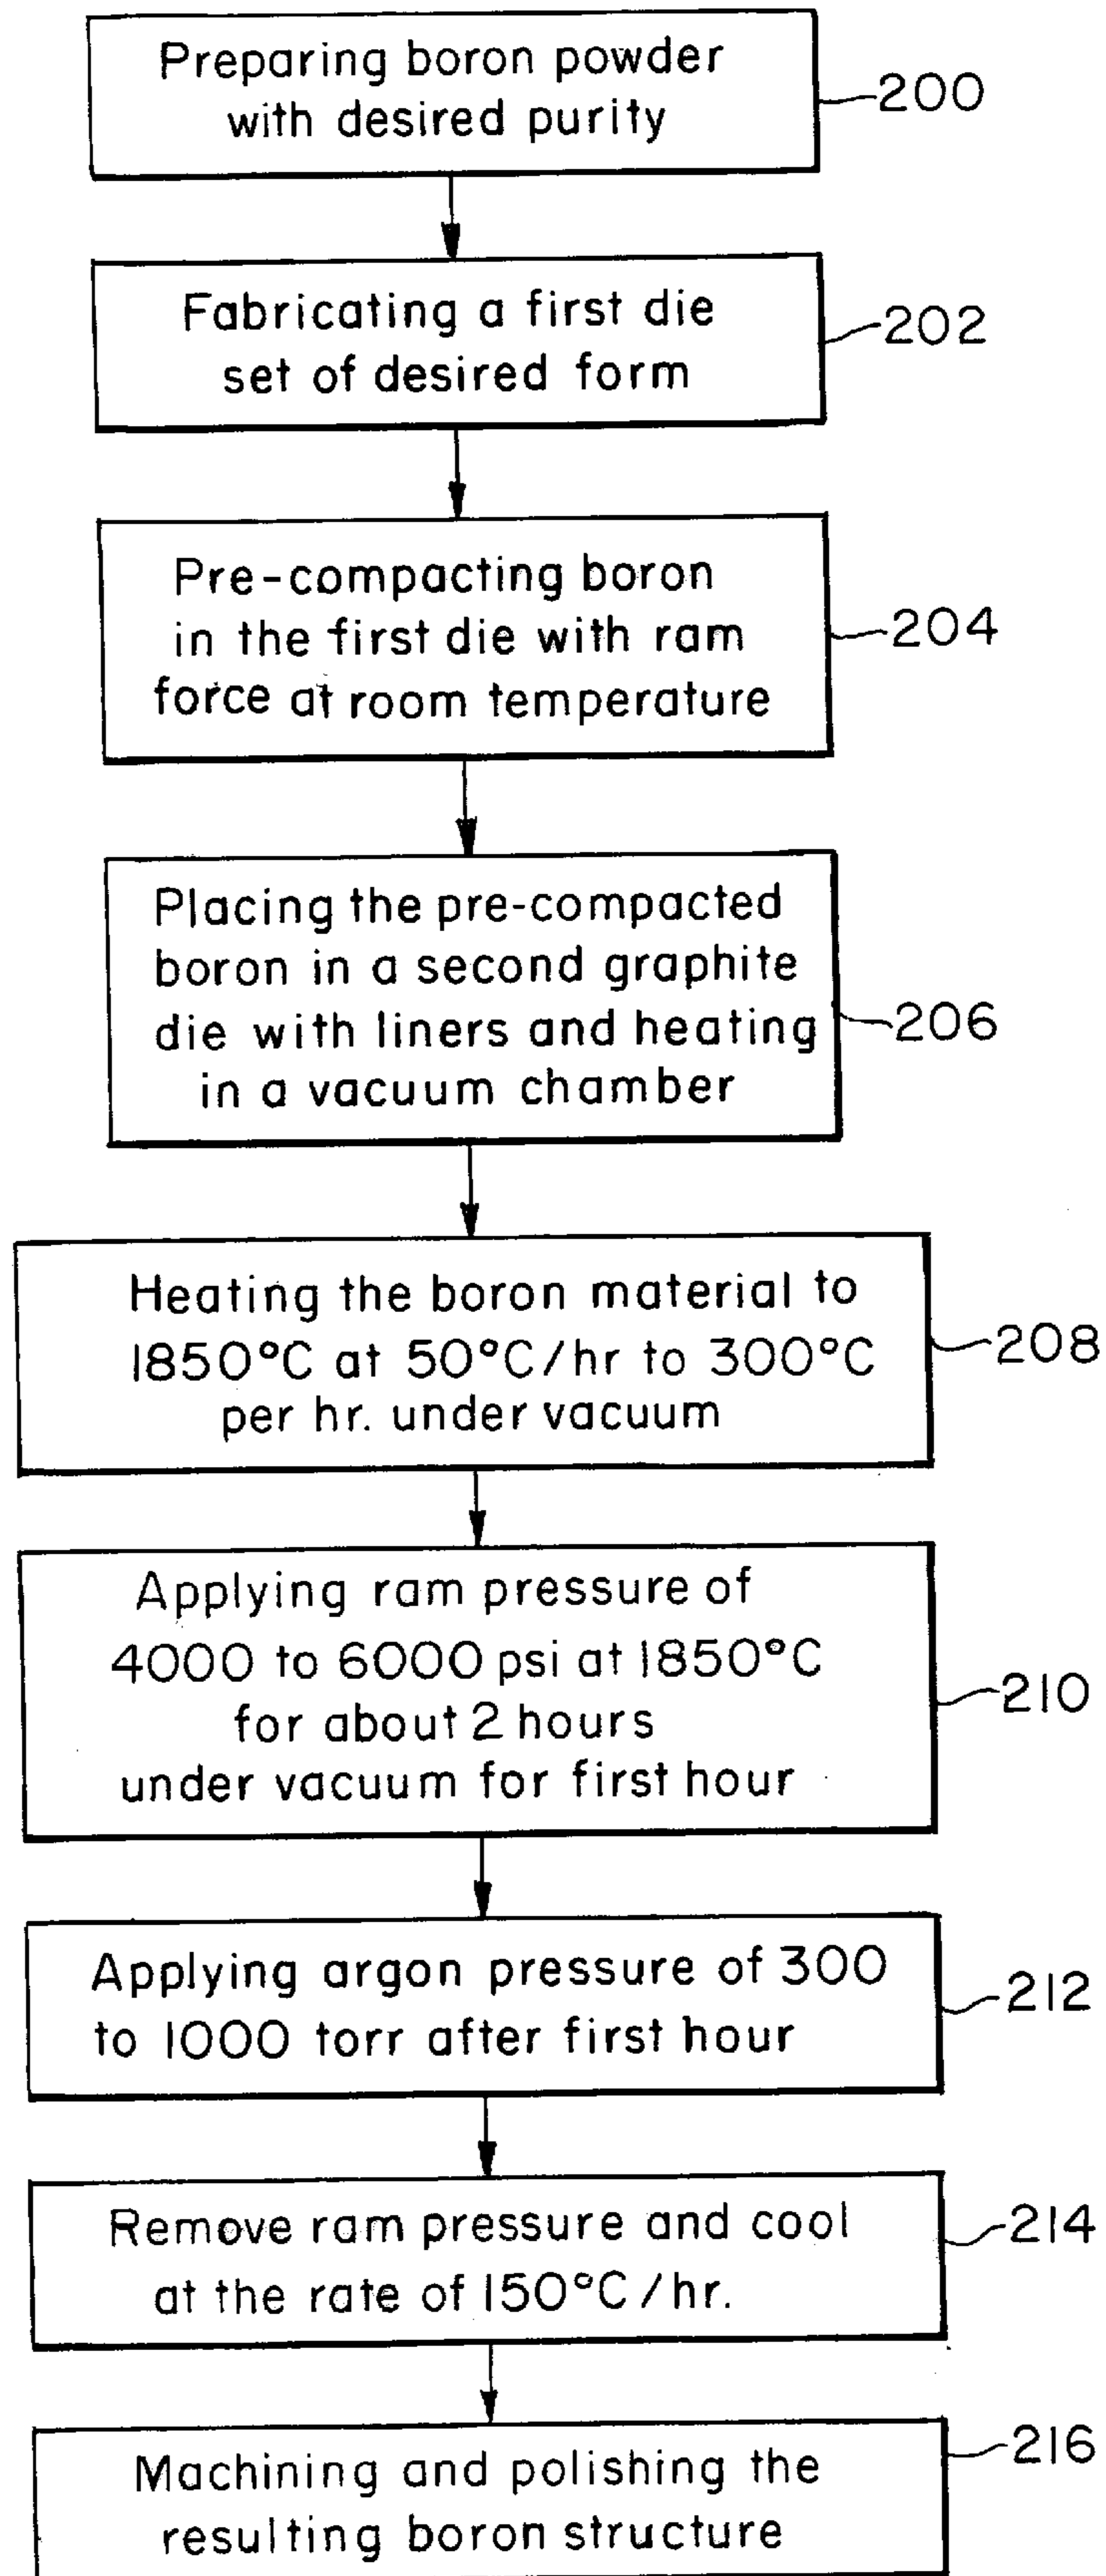 Preparing boron powder
with desired purity
200
Fabricating a first die
set of desired form
202
Pre-compacting boron
in the first die with ram
force at room temperature
204
Placing the pre-compacted
boron in a second graphite
die with liners and heating
in a vacuum chamber
206
Heating the boron material to
1850°C at 50°C/hr to 300°C
per hr. under vacuum
208
Applying ram pressure of
4000 to 6000 psi at 1850°C
for about 2 hours
under vacuum for first hour
210
Applying argon pressure of 300
to 1000 torr after first hour
212
Remove ram pressure and cool
at the rate of 150°C/hr.
214
Machining and polishing the
resulting boron structure
216